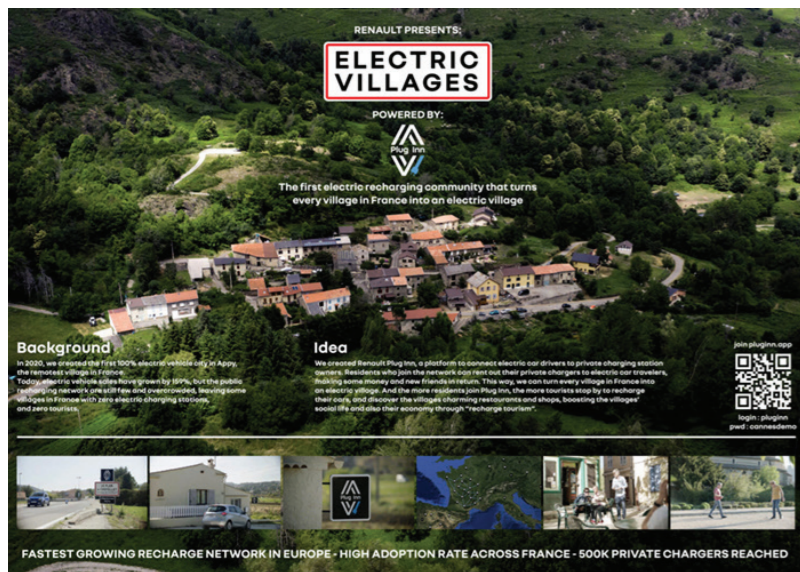 RENAULT PRESENTS:
ELECTRIC
VILLAGES
POWERED BY:
Plug Inn
The first electric recharging community that turns
every village in France into an electric village
Background
In 2020, we created the first 100% electric vehicle city in Appy,
the remotest village in France.
Today, electric vehicle sales have grown by 159%, but the public
recharging network are still few and overcrowded, leaving some
villages in France with zero electric charging stations,
and zero tourists.
Idea
We created Renault Plug Inn, a platform to connect electric car drivers to private charging station
owners. Residents who join the network can rent out their private chargers to electric car travelers,
making some money and new friends in return. This way, we can turn every village in France into
an electric village. And the more residents join Plug Inn, the more tourists stop by to recharge
their cars, and discover the villages charming restaurants and shops, boosting the villages'
social life and also their economy through "recharge tourism".
join pluginn.app
login : pluginn
pwd : cannesdemo
Plug Inn
FASTEST GROWING RECHARGE NETWORK IN EUROPE - HIGH ADOPTION RATE ACROSS FRANCE - 500K PRIVATE CHARGERS REACHED